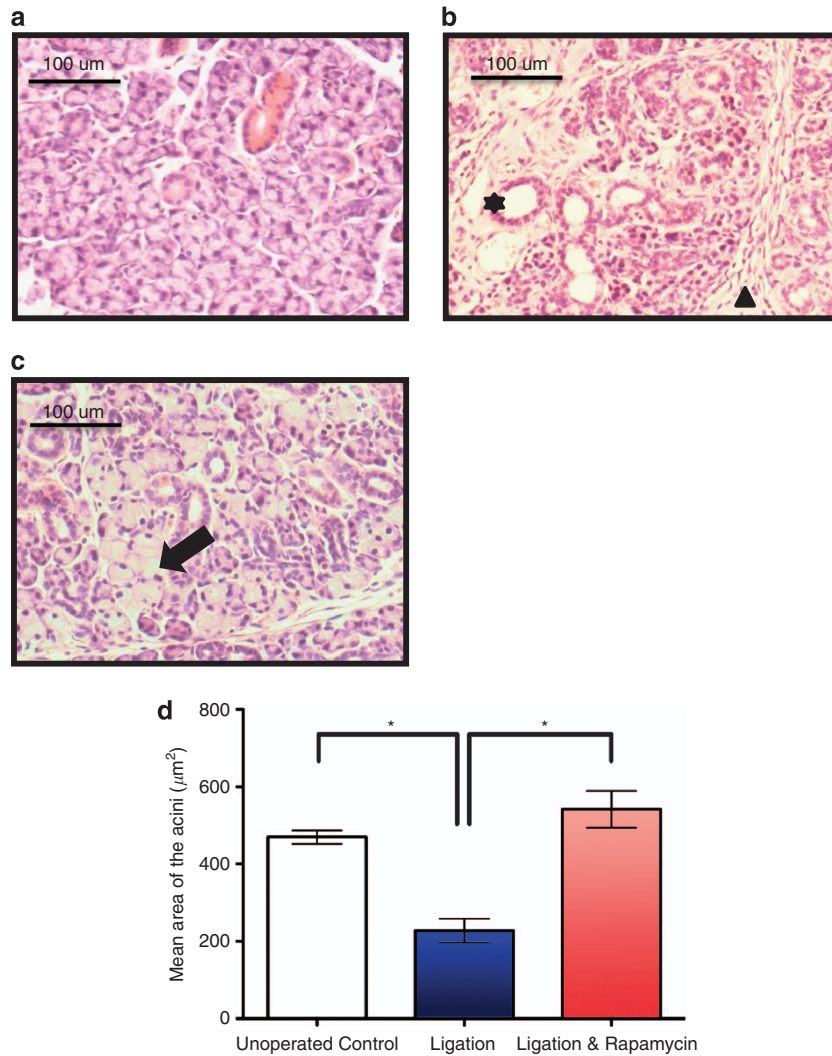 a
100 um
b
100 um
c
100 um
d
800
600
400
200
0
Mean area of the acini (μm²)
*
*
Unoperated Control
Ligation
Ligation & Rapamycin